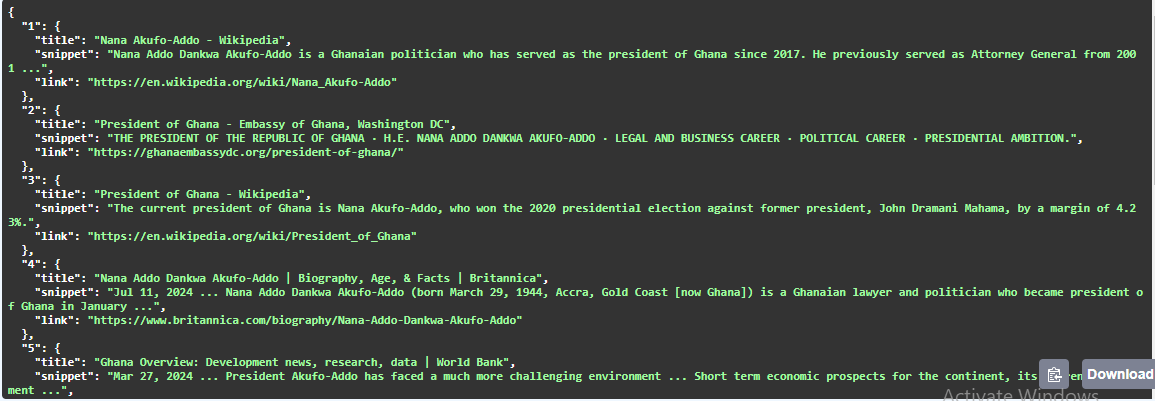 {
"1": {
"title": "Nana Akufo-Addo - Wikipedia",
"snippet": "Nana Addo Dankwa Akufo-Addo is a Ghanaian politician who has served as the president of Ghana since 2017. He previously served as Attorney General from 200
1 ...",
"link": "https://en.wikipedia.org/wiki/Nana_Akufo-Addo"
},
"2": {
"title": "President of Ghana - Embassy of Ghana, Washington DC",
"snippet": "THE PRESIDENT OF THE REPUBLIC OF GHANA · H.E. NANA ADDO DANKWA AKUFO-ADDO · LEGAL AND BUSINESS CAREER · POLITICAL CAREER · PRESIDENTIAL AMBITION.",
"link": "https://ghanaembassydc.org/president-of-ghana/"
},
"3": {
"title": "President of Ghana - Wikipedia",
"snippet": "The current president of Ghana is Nana Akufo-Addo, who won the 2020 presidential election against former president, John Dramani Mahama, by a margin of 4.2
3%.",
"link": "https://en.wikipedia.org/wiki/President_of_Ghana"
},
"4": {
"title": "Nana Addo Dankwa Akufo-Addo | Biography, Age, & Facts | Britannica",
"snippet": "Jul 11, 2024 ... Nana Addo Dankwa Akufo-Addo (born March 29, 1944, Accra, Gold Coast [now Ghana]) is a Ghanaian lawyer and politician who became president o
f Ghana in January ...",
"link": "https://www.britannica.com/biography/Nana-Addo-Dankwa-Akufo-Addo"
},
"5": {
"title": "Ghana Overview: Development news, research, data | World Bank",
"snippet": "Mar 27, 2024 ... President Akufo-Addo has faced a much more challenging environment ... Short term economic prospects for the continent, its
ment ...",
Download
Activate Windows